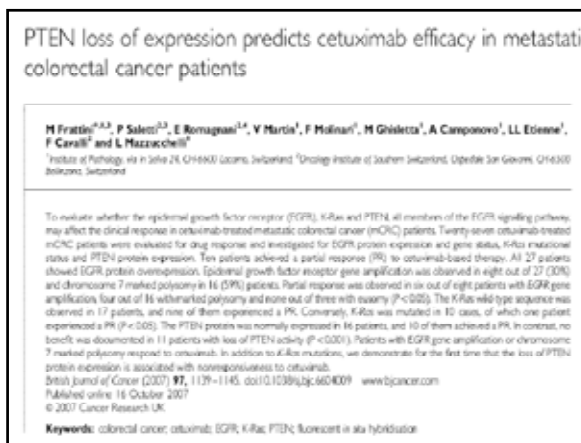 PTEN loss of expression predicts cetuximab efficacy in metastati
colorectal cancer patients
M Frattini, P Saletti, E Romagnani, V Martin, F Molinari, M Ghisletta, A Camponovo, LL Etienne,
F Cavalli and L Mazzucchelli
Institute of Pathology, via in Selva 24, CH-6600 Locarno, Switzerland; Oncology Institute of Southern Switzerland, Ospedale San Giovanni, CH-6500
Bellinzona, Switzerland
To evaluate whether the epidermal growth factor receptor (EGFR), K-Ras and PTEN, all members of the EGFR signalling pathway,
may affect the clinical response in cetuximab-treated metastatic colorectal cancer (mCRC) patients. Twenty-seven cetuximab-treated
mCRC patients were evaluated for drug response and investigated for EGFR protein expression and gene status, K-Ras mutational
status and PTEN protein expression. Ten patients achieved a partial response (PR) to cetuximab-based therapy. All 27 patients
showed EGFR protein overexpression. Epidermal growth factor receptor gene amplification was observed in eight out of 27 (30%)
and chromosome 7 marked polysomy in 16 (59%) patients. Partial response was observed in six out of eight patients with EGFR gene
amplification, four out of 16 with marked polysomy and none out of three with eusomy (P<0.05). The K-Ras wild-type sequence was
observed in 17 patients, and nine of them experienced a PR. Conversely, K-Ras was mutated in 10 cases, of which one patient
experienced a PR (P<0.05). The PTEN protein was normally expressed in 16 patients, and 10 of them achieved a PR. In contrast, no
benefit was documented in 11 patients with loss of PTEN activity (P<0.001). Patients with EGFR gene amplification or chromosome
7 marked polysomy respond to cetuximab. In addition to K-Ras mutations, we demonstrate for the first time that the loss of PTEN
protein expression is associated with nonresponsiveness to cetuximab.
British Journal of Cancer (2007) 97, 1139–1145. doi:10.1038/sj.bjc.6604009 www.bjcancer.com
Published online 16 October 2007
© 2007 Cancer Research UK
Keywords: colorectal cancer; cetuximab; EGFR; K-Ras; PTEN; fluorescent in situ hybridisation